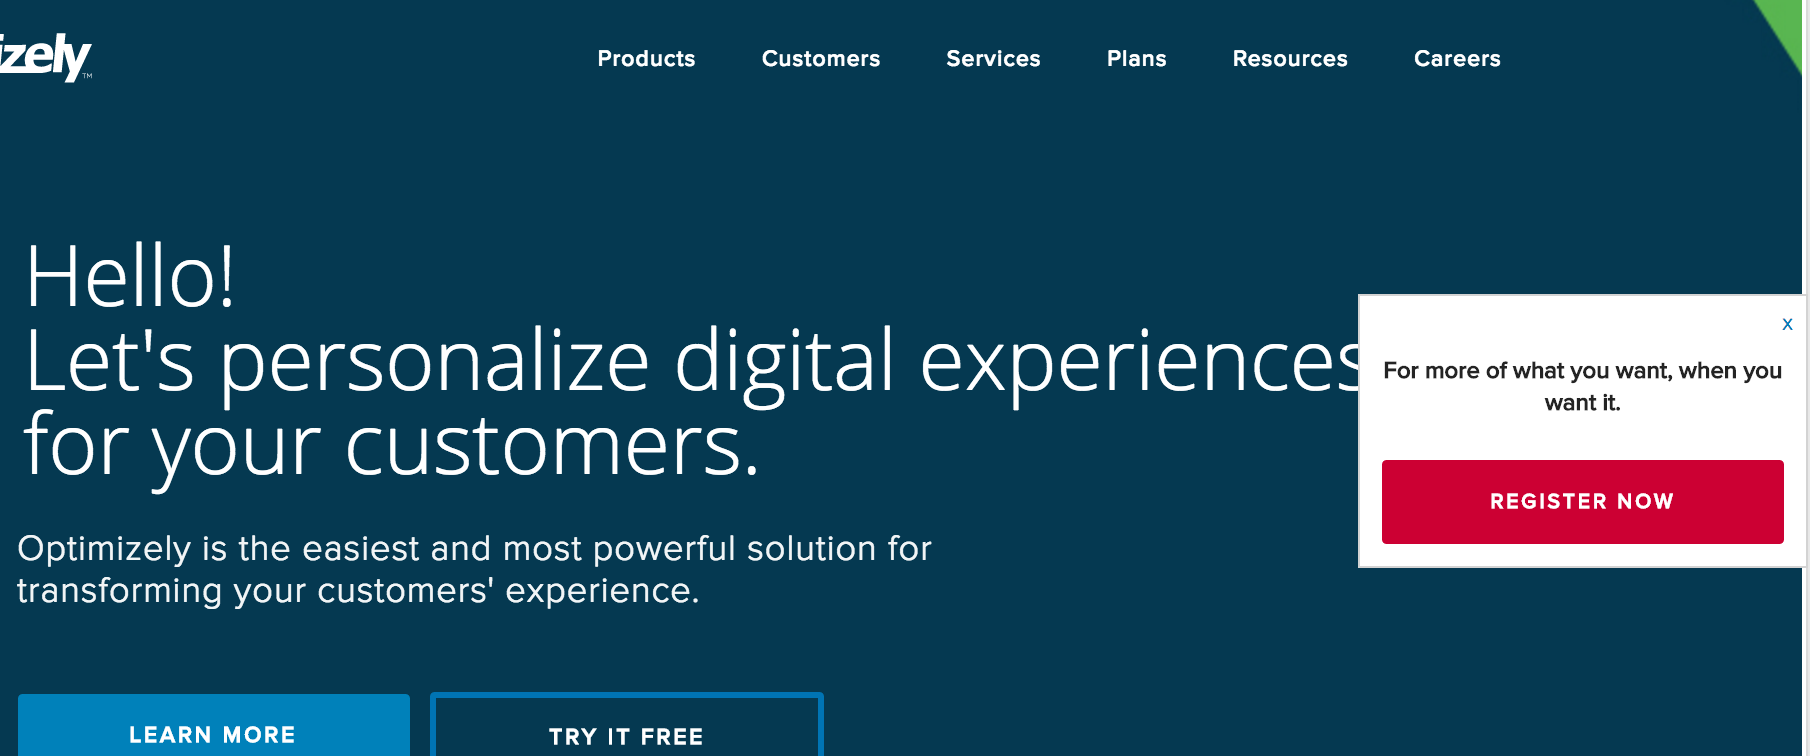 izely™
Products Customers Services Plans Resources Careers
Hello!
Let's personalize digital experiences
for your customers.
Optimizely is the easiest and most powerful solution for
transforming your customers' experience.
LEARN MORE
TRY IT FREE
x
For more of what you want, when you
want it.
REGISTER NOW